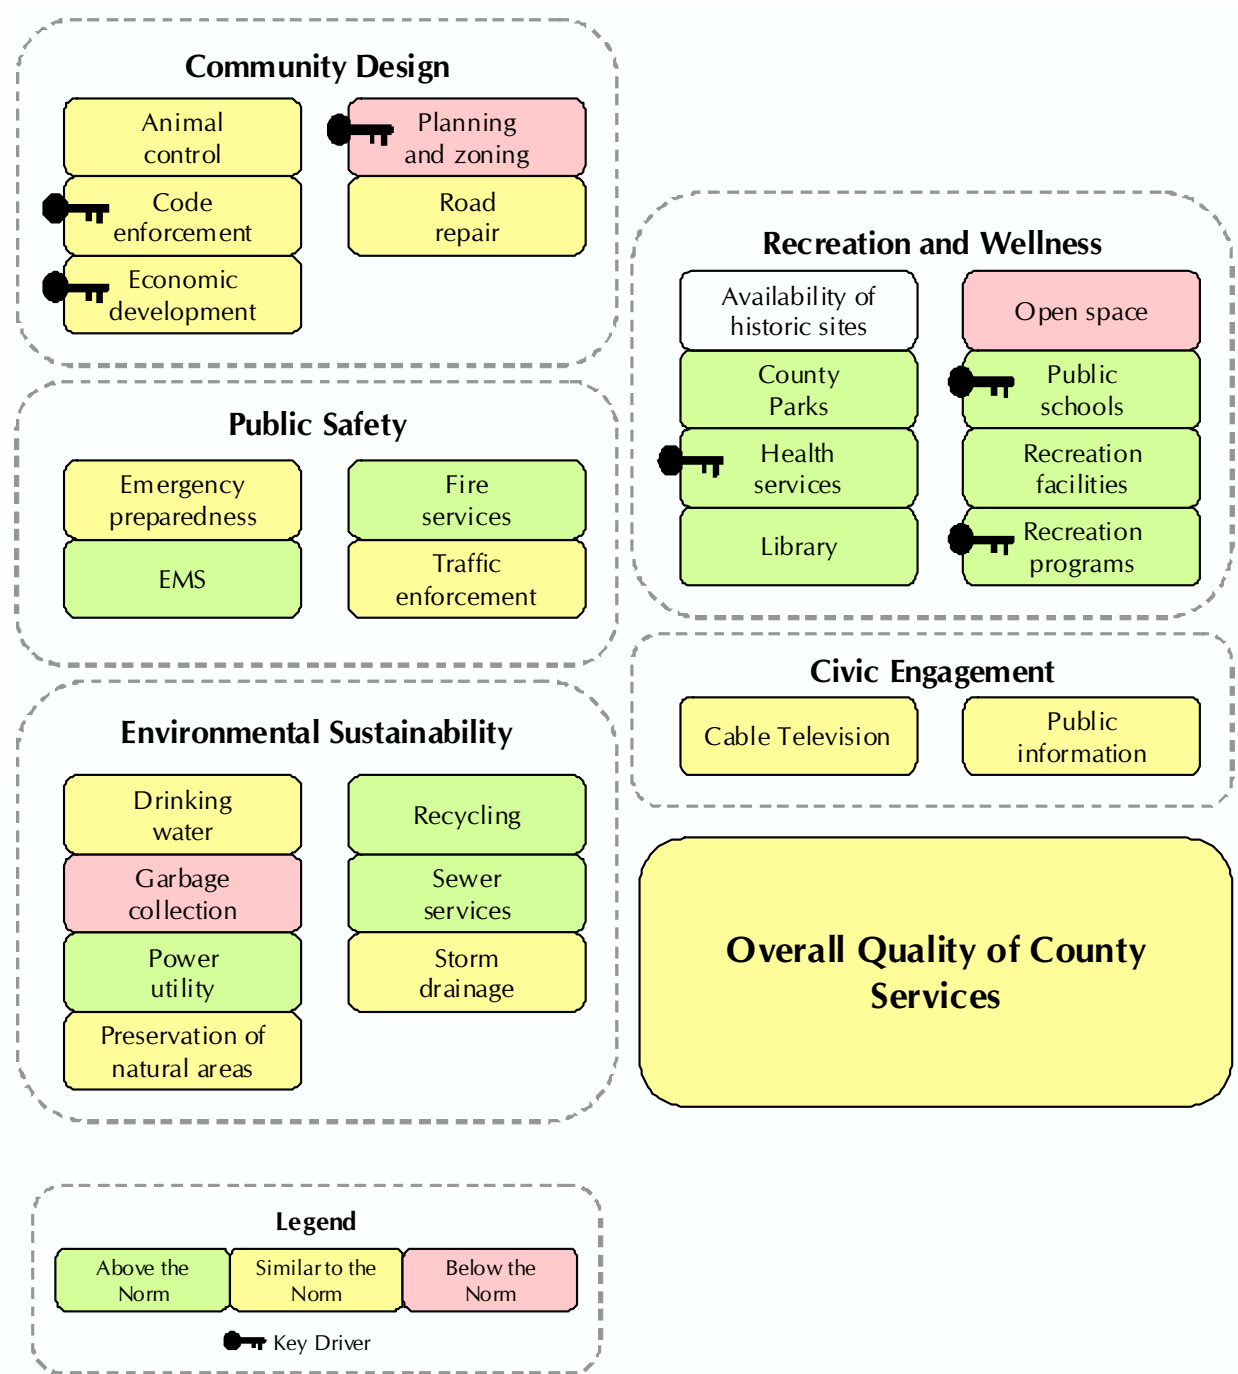 Community Design
Animal
control
Code
enforcement
Economic
development
Planning
and zoning
Road
repair
Public Safety
Emergency
preparedness
EMS
Fire
services
Traffic
enforcement
Environmental Sustainability
Drinking
water
Garbage
collection
Power
utility
Preservation of
natural areas
Recycling
Sewer
services
Storm
drainage
Recreation and Wellness
Availability of
historic sites
County
Parks
Health
services
Library
Open space
Public
schools
Recreation
facilities
Recreation
programs
Civic Engagement
Cable Television
Public
information
Overall Quality of County
Services
Legend
Above the
Norm
Similar to the
Norm
Below the
Norm
Key Driver